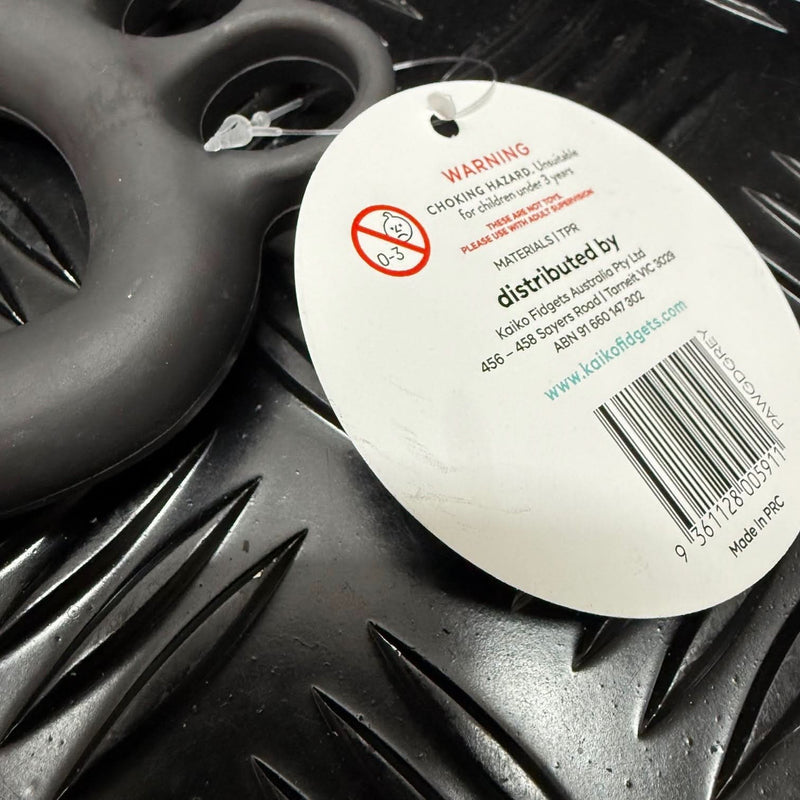 WARNING
CHOKING HAZARD. Unsuitable
for children under 3 years
THESE ARE NOT TOYS.
PLEASE USE WITH ADULT SUPERVISION
0-3
MATERIALS | TPR
distributed by
Kaiko Fidgets Australia Pty Ltd
456 – 458 Sayers Road | Tarneit VIC 3029
ABN 91 660 147 302
www.kaikofidgets.com
PAWGDGREY
9 361128 005911
Made In PRC